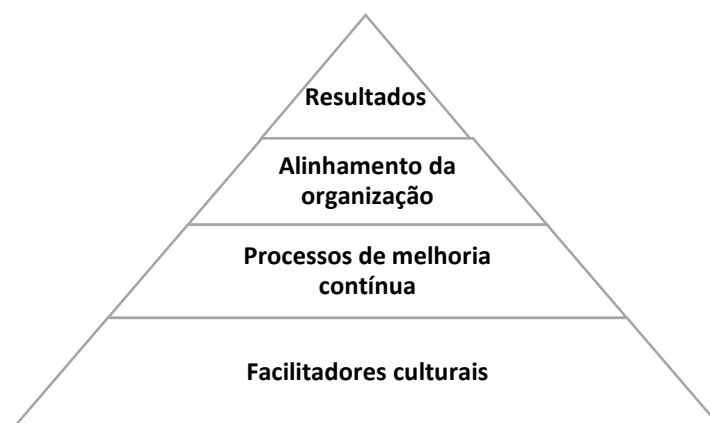 Resultados
Alinhamento da
organização
Processos de melhoria
contínua
Facilitadores culturais